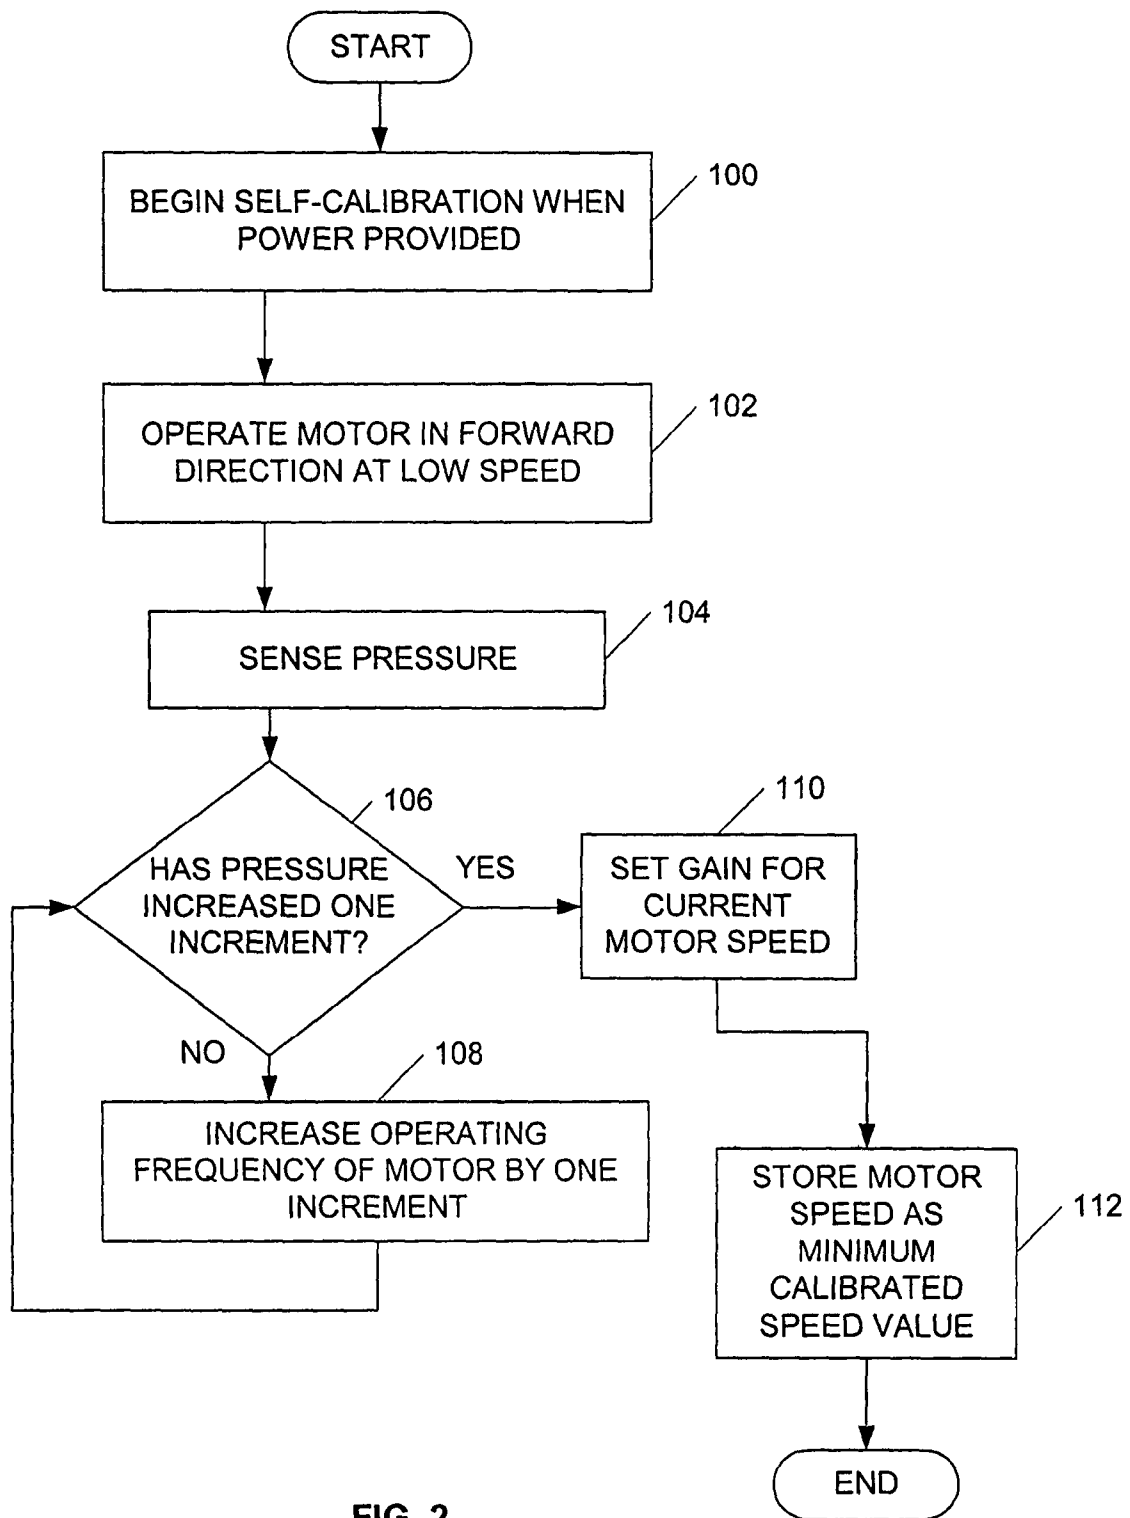 START
BEGIN SELF-CALIBRATION WHEN
POWER PROVIDED
100
OPERATE MOTOR IN FORWARD
DIRECTION AT LOW SPEED
102
SENSE PRESSURE
104
HAS PRESSURE
INCREASED ONE
INCREMENT?
106
YES
SET GAIN FOR
CURRENT
MOTOR SPEED
110
NO
INCREASE OPERATING
FREQUENCY OF MOTOR BY ONE
INCREMENT
108
STORE MOTOR
SPEED AS
MINIMUM
CALIBRATED
SPEED VALUE
112
END
FIG. 2